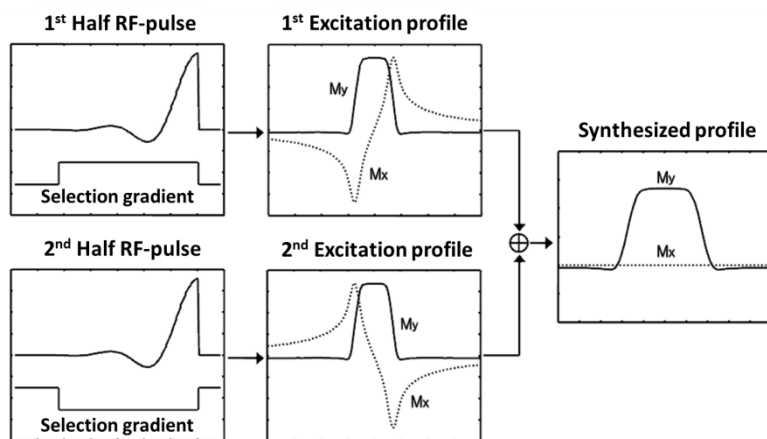 1st Half RF-pulse
1st Excitation profile
My
Mx
Selection gradient
Synthesized profile
My
Mx
2nd Half RF-pulse
2nd Excitation profile
My
Mx
Selection gradient